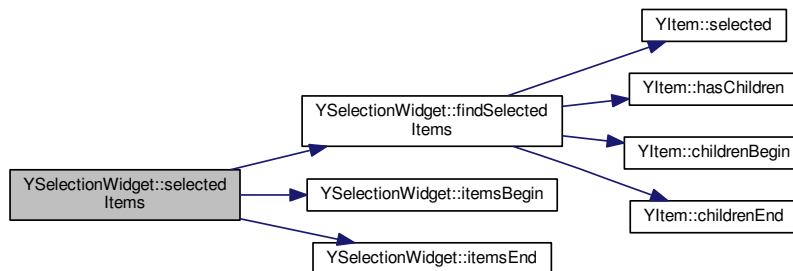 YSelectionWidget::selected
Items
YSelectionWidget::findSelected
Items
YSelectionWidget::itemsBegin
YSelectionWidget::itemsEnd
YItem::selected
YItem::hasChildren
YItem::childrenBegin
YItem::childrenEnd